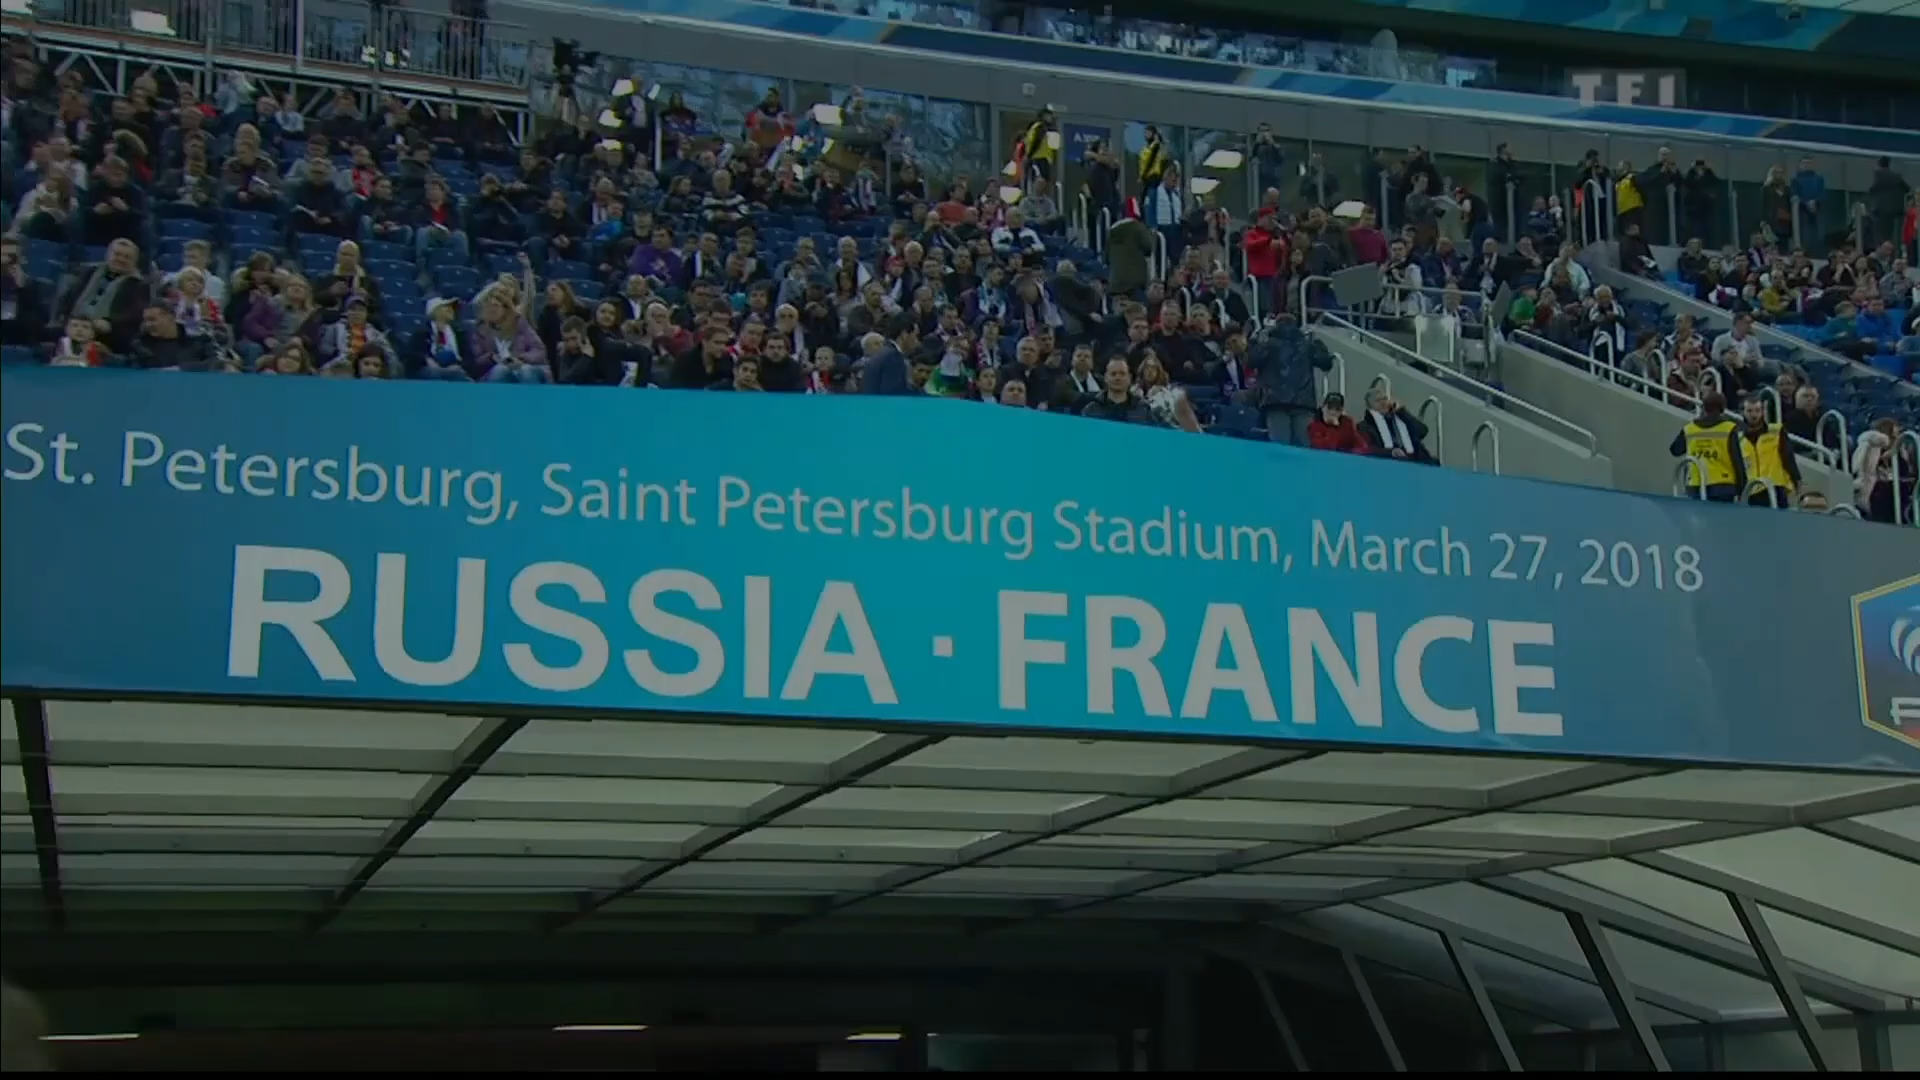 TF1
St. Petersburg, Saint Petersburg Stadium, March 27, 2018
RUSSIA · FRANCE